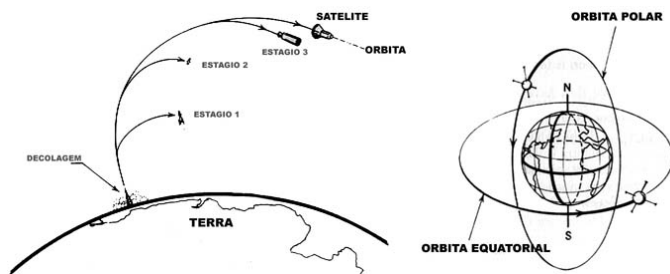 SATELITE
ESTAGIO 3
ORBITA
ESTAGIO 2
ESTAGIO 1
DECOLAGEM
TERRA
ORBITA POLAR
N
S
ORBITA EQUATORIAL